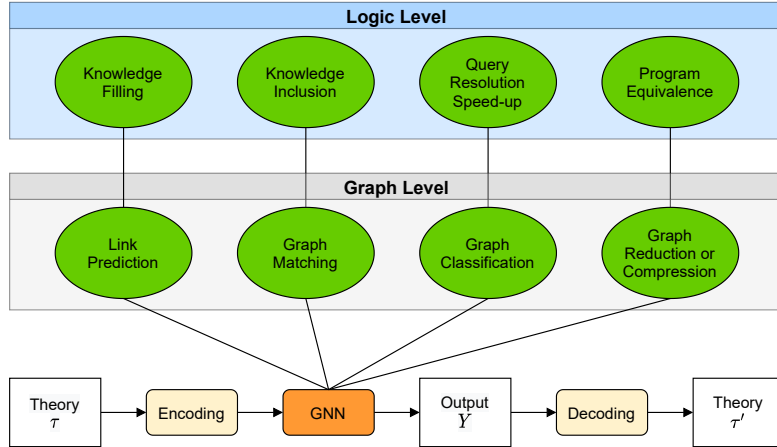 Logic Level
Knowledge
Filling
Knowledge
Inclusion
Query
Resolution
Speed-up
Program
Equivalence
Graph Level
Link
Prediction
Graph
Matching
Graph
Classification
Graph
Reduction or
Compression
Theory
τ
Encoding
GNN
Output
Y
Decoding
Theory
τ′